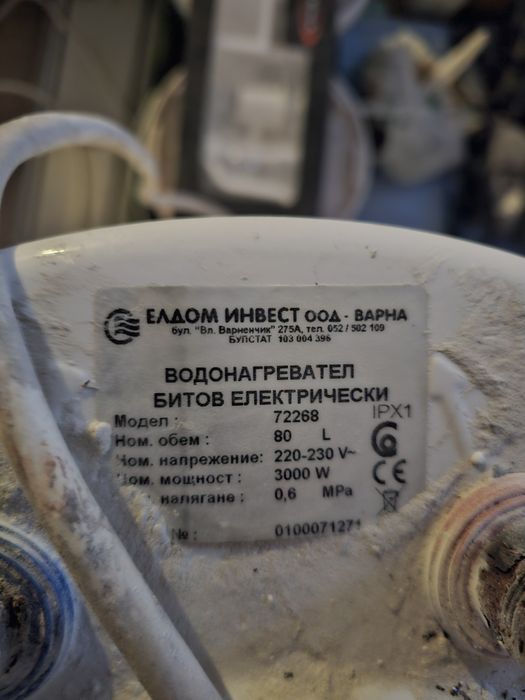 ЕЛДОМ ИНВЕСТ ООД - ВАРНА
бул. "Вл. Варненчик" 275А, тел. 052 / 502 109
БУЛСТАТ 103 004 396
ВОДОНАГРЕВАТЕЛ
БИТОВ ЕЛЕКТРИЧЕСКИ
Модел : 72268 IPX1
Ном. обем : 80 L
Ном. напрежение: 220-230 V~
Ном. мощност : 3000 W CE
налягане : 0,6 MPa
№ : 0100071271